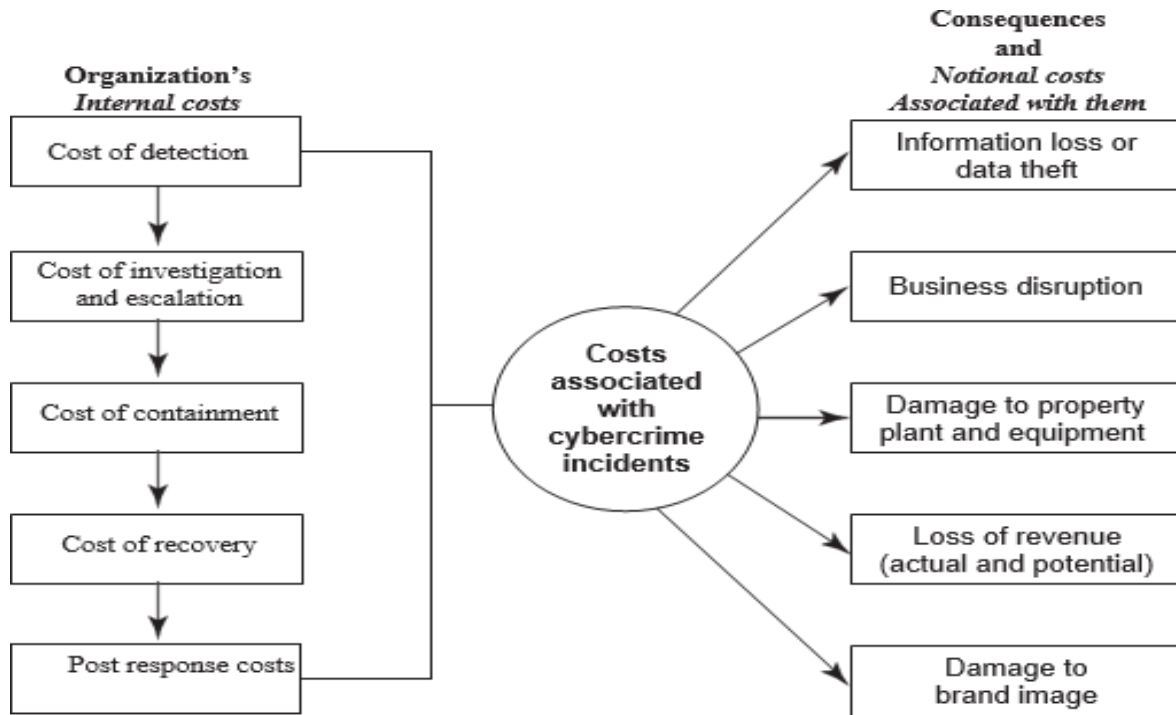 Organization's
Internal costs
Cost of detection
Cost of investigation
and escalation
Cost of containment
Cost of recovery
Post response costs
Costs
associated
with
cybercrime
incidents
Consequences
and
Notional costs
Associated with them
Information loss or
data theft
Business disruption
Damage to property
plant and equipment
Loss of revenue
(actual and potential)
Damage to
brand image